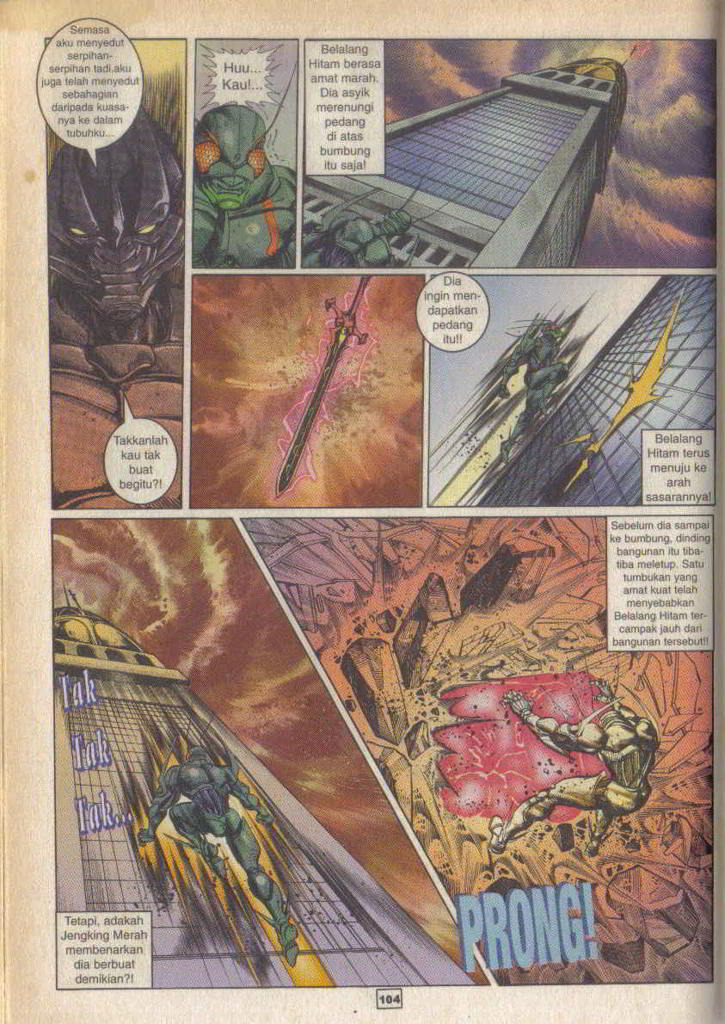 Semasa
aku menyedut
serpihan-
serpihan tadi.aku
juga telah menyedut
sebahagian
daripada kuasa-
nya ke dalam
tubuhku...
Huu...
Kau!...
Belalang
Hitam berasa
amat marah.
Dia asyik
merenungi
pedang
di atas
bumbung
itu saja!
Takkanlah
kau tak
buat
begitu?!
Dia
ingin men-
dapatkan
pedang
itu!!
Belalang
Hitam terus
menuju ke
arah
sasarannya!
Tak
Tak
Tak...
Tetapi, adakah
Jengking Merah
membenarkan
dia berbuat
demikian?!
Sebelum dia sampai
ke bumbung, dinding
bangunan itu tiba-
tiba meletup. Satu
tumbukan yang
amat kuat telah
menyebabkan
Belalang Hitam ter-
campak jauh dari
bangunan tersebut!!
PRONG!
104